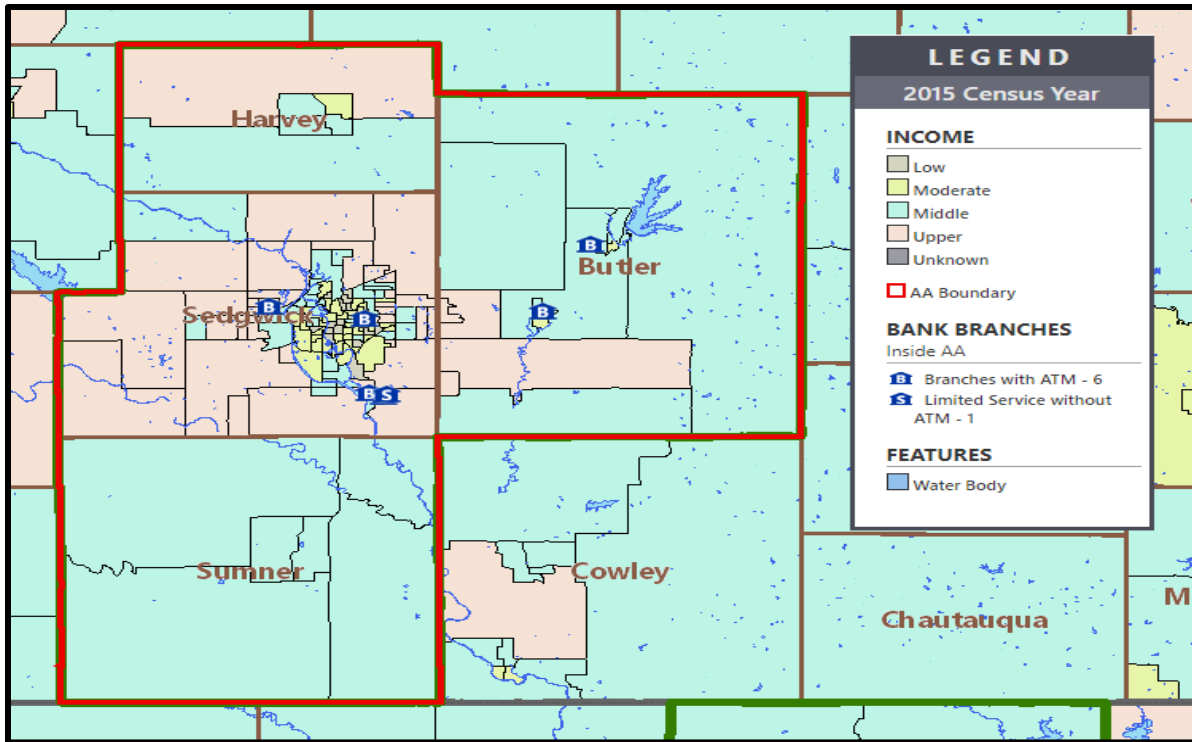 LEGEND
2015 Census Year
INCOME
Low
Moderate
Middle
Upper
Unknown
AA Boundary
BANK BRANCHES
Inside AA
B Branches with ATM - 6
S Limited Service without
ATM - 1
FEATURES
Water Body
Harvey
B
Butler
B
Sedgwick
B
B
B S
Sumner
Cowley
Chautauqua
M